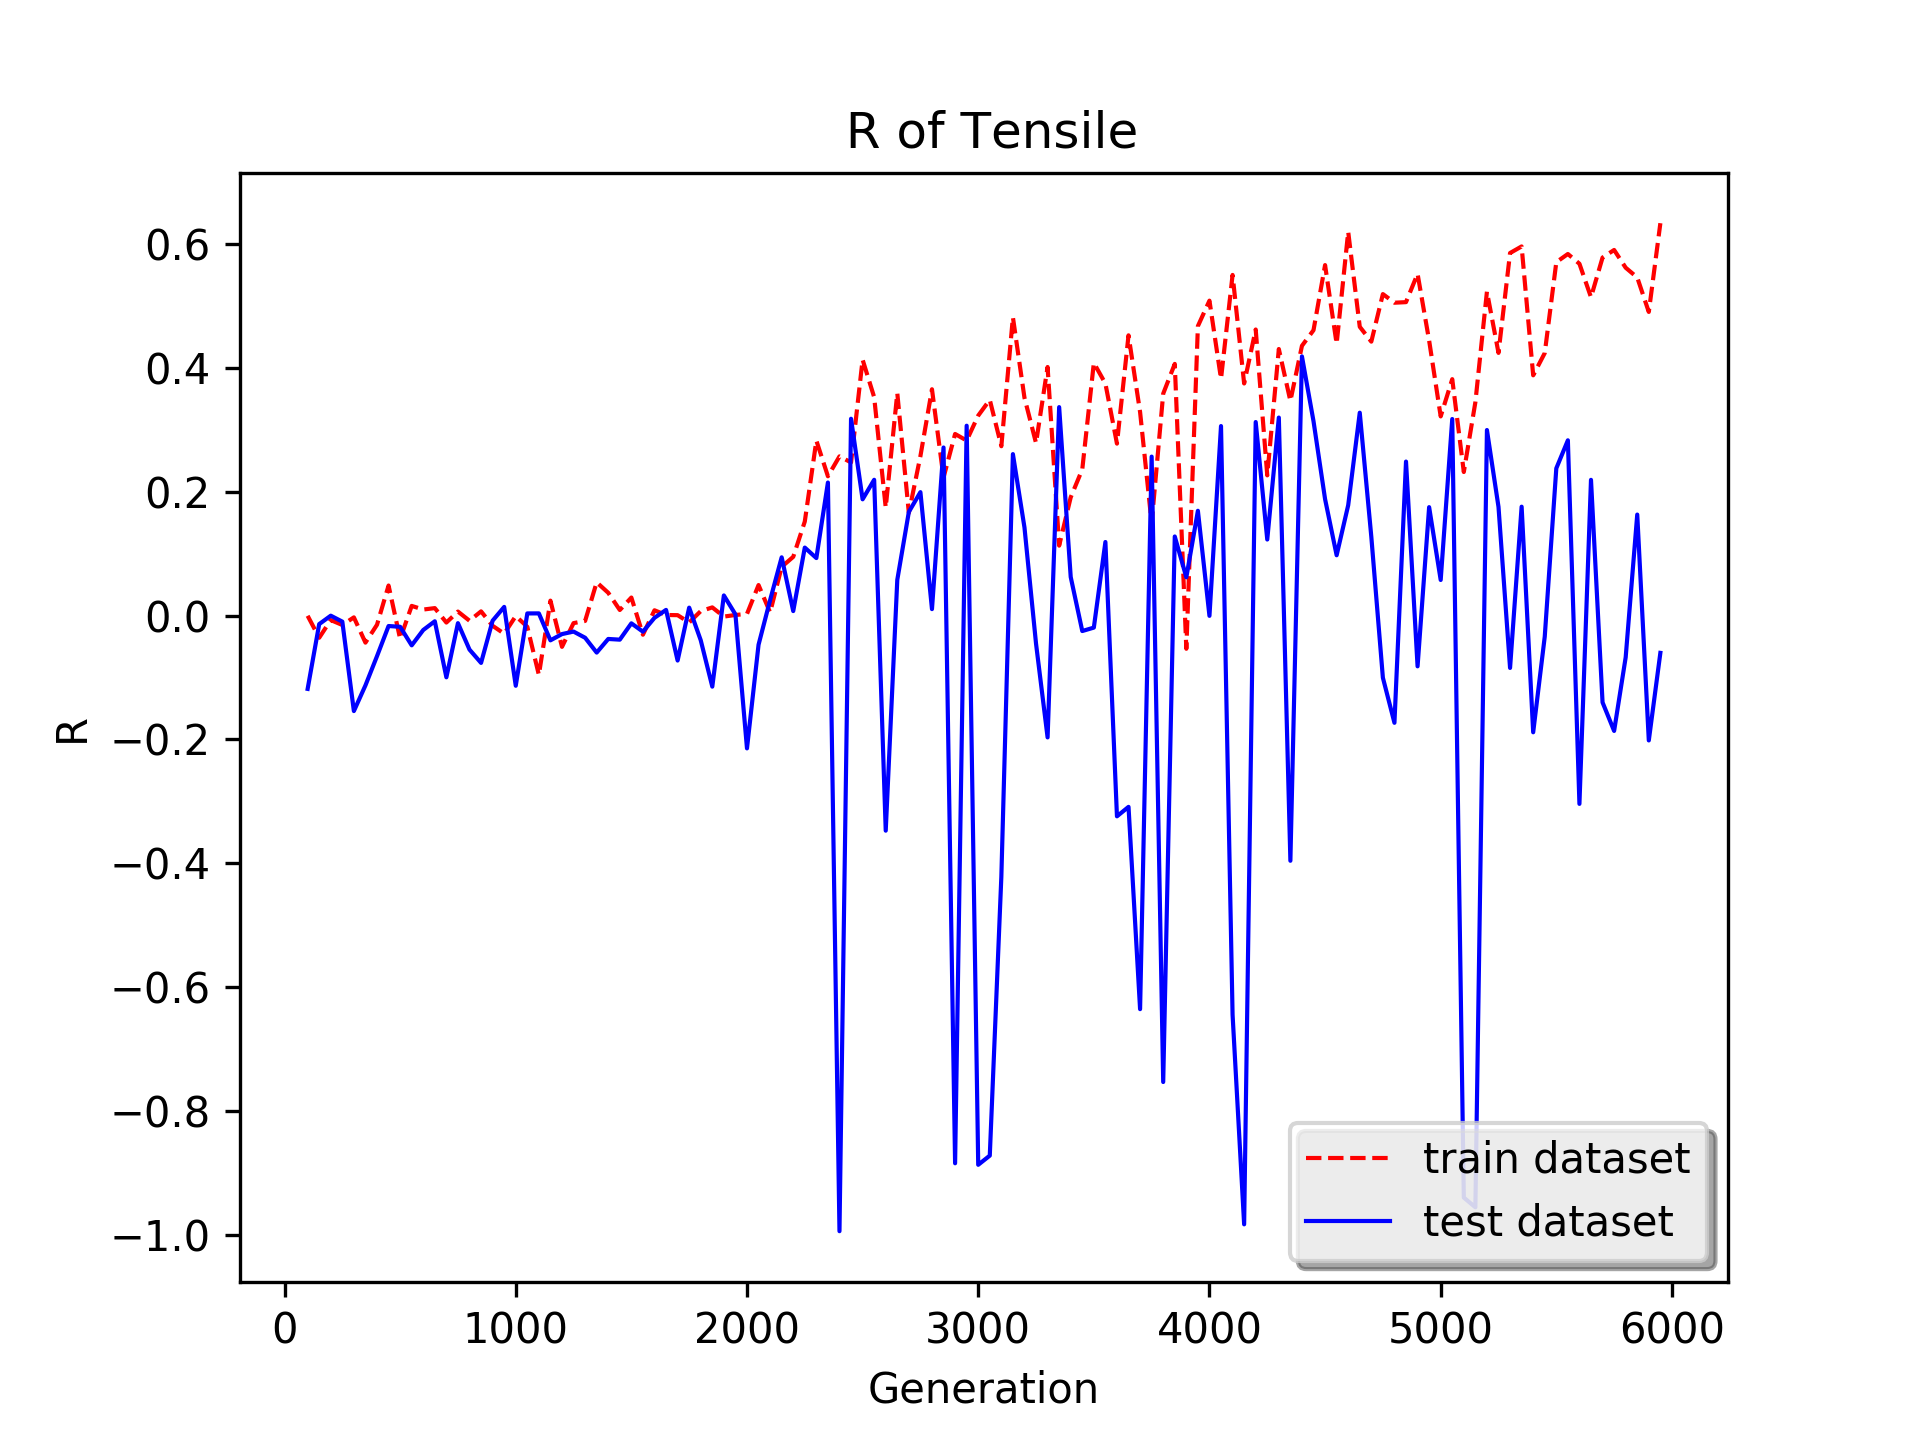 R of Tensile
0.6
0.4
0.2
0.0
−0.2
−0.4
−0.6
−0.8
−1.0
R
train dataset
test dataset
0 1000 2000 3000 4000 5000 6000
Generation